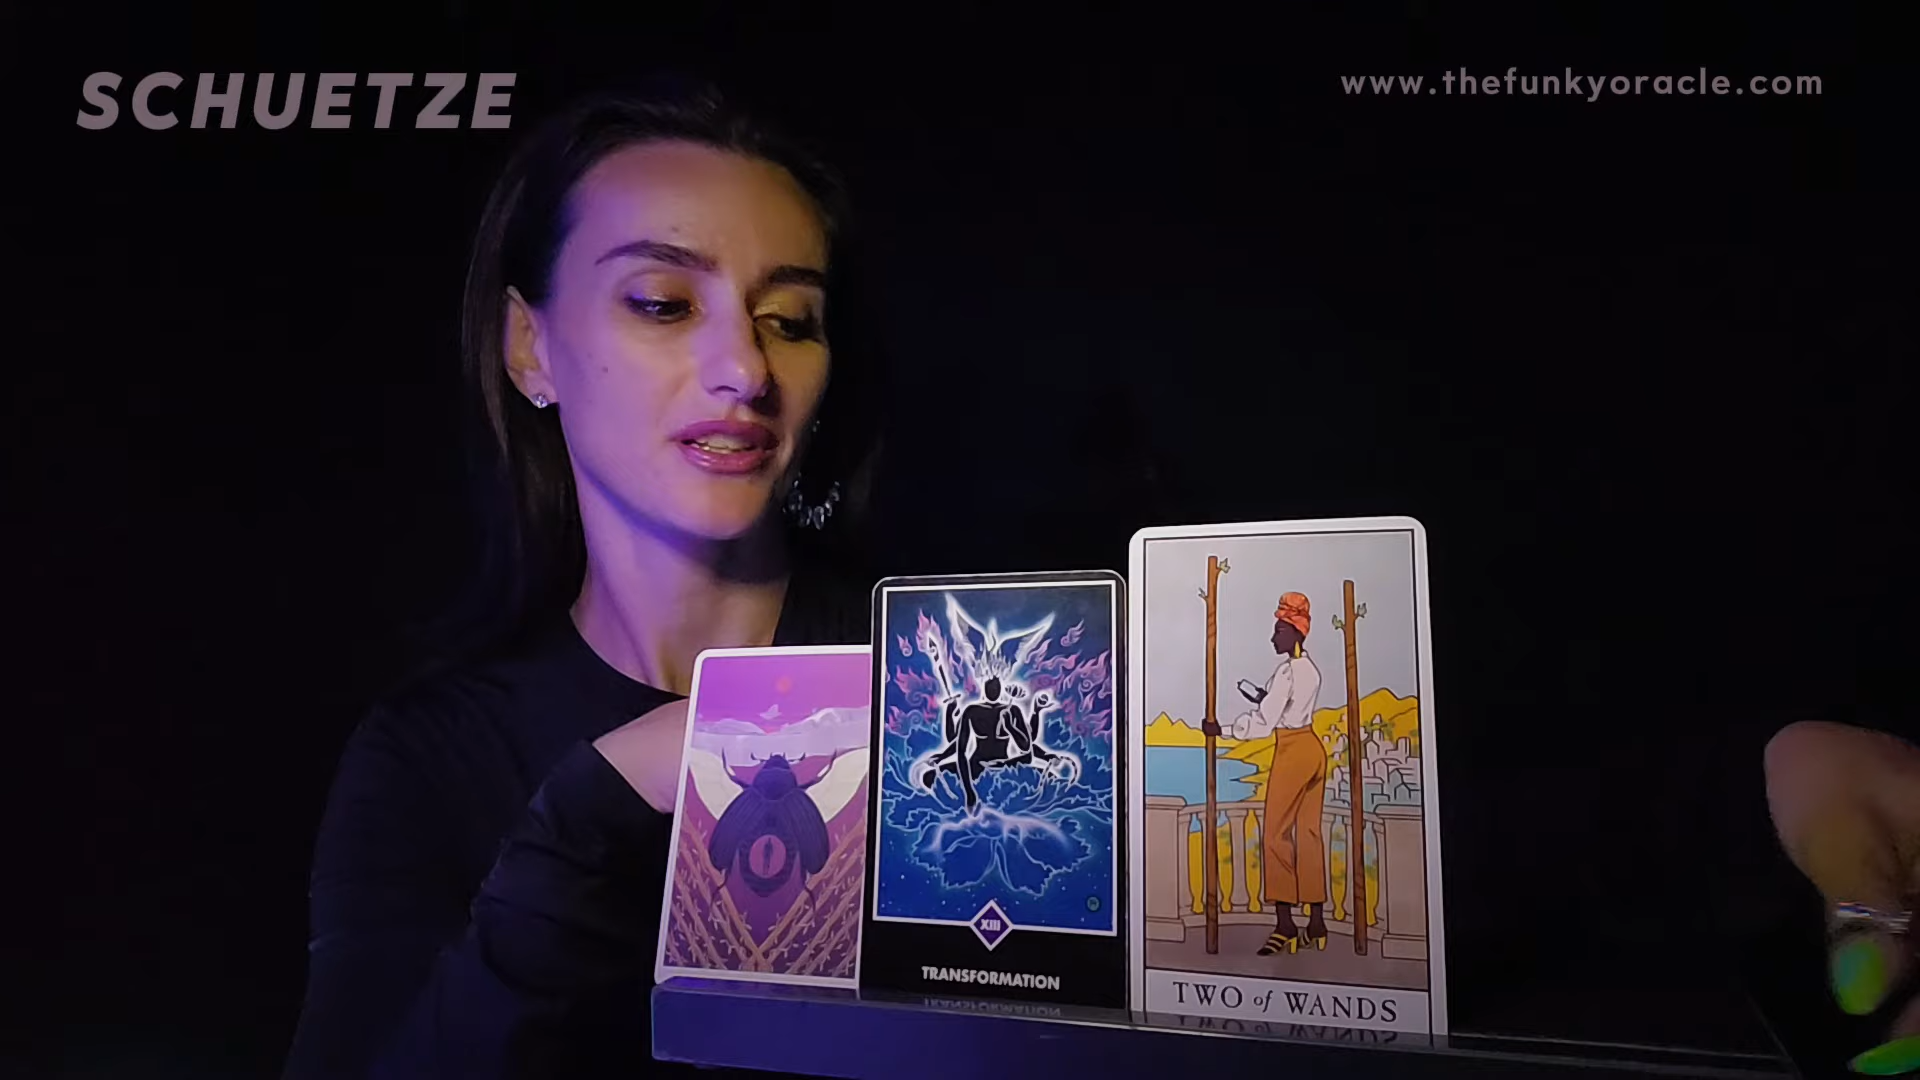 SCHUETZE
www.thefunkyoracle.com
XIII
TRANSFORMATION
TWO of WANDS